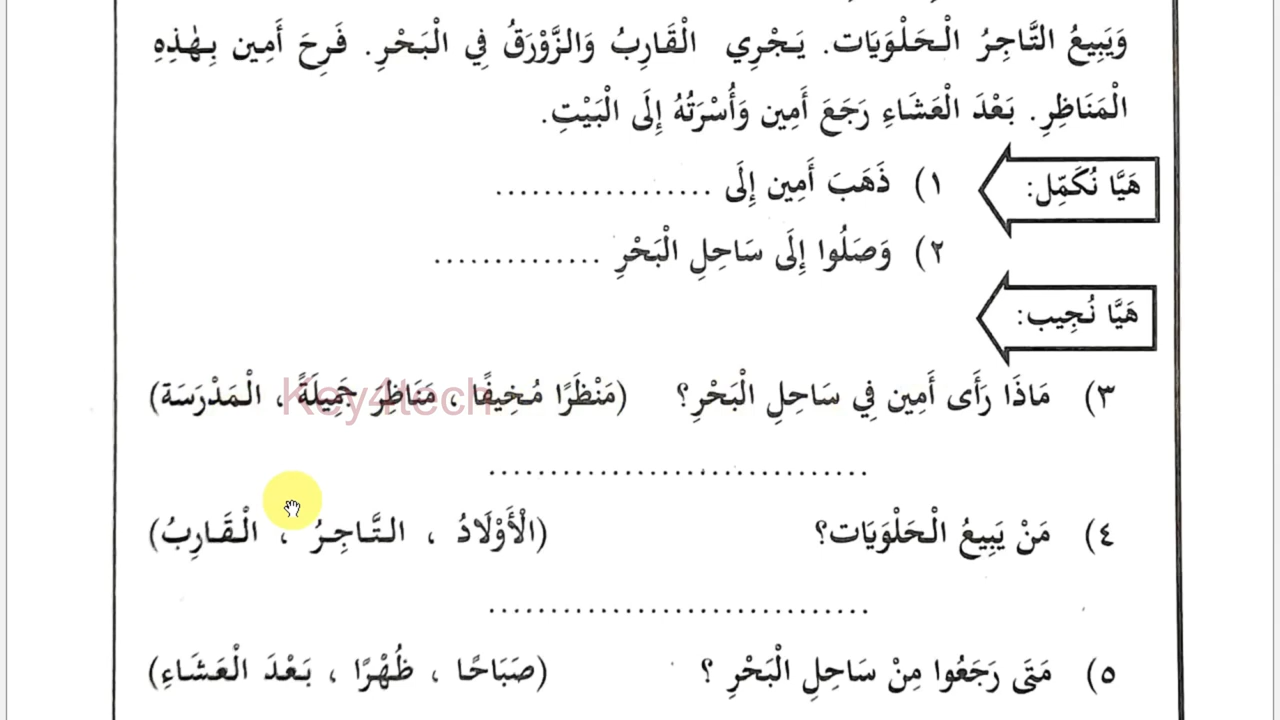 وَيَبِيعُ التَّاجِرُ الْحَلْوَيَات. يَجْرِي الْقَارِبُ وَالزَّوْرَقُ فِي الْبَحْرِ. فَرِحَ أَمِين بِهٰذِهِ
الْمَنَاظِرِ. بَعْدَ الْعَشَاءِ رَجَعَ أَمِين وَأُسْرَتُهُ إِلَى الْبَيْتِ.
هَيَّا نُكَمِّل:
١) ذَهَبَ أَمِين إِلَى ..................
٢) وَصَلُوا إِلَى سَاحِلِ الْبَحْرِ ..............
هَيَّا نُجِيب:
٣) مَاذَا رَأَى أَمِين فِي سَاحِلِ الْبَحْرِ؟ (مَنْظَرًا مُخِيفًا ، مَنَاظِرَ جَمِيلَةً ، الْمَدْرَسَة)
Key4tech
...............................
٤) مَنْ يَبِيعُ الْحَلْوَيَات؟ (الْأَوْلَادُ ، التَّاجِرُ ، الْقَارِبُ)
...............................
٥) مَتَى رَجَعُوا مِنْ سَاحِلِ الْبَحْرِ ؟ (صَبَاحًا ، ظُهْرًا ، بَعْدَ الْعَشَاءِ)